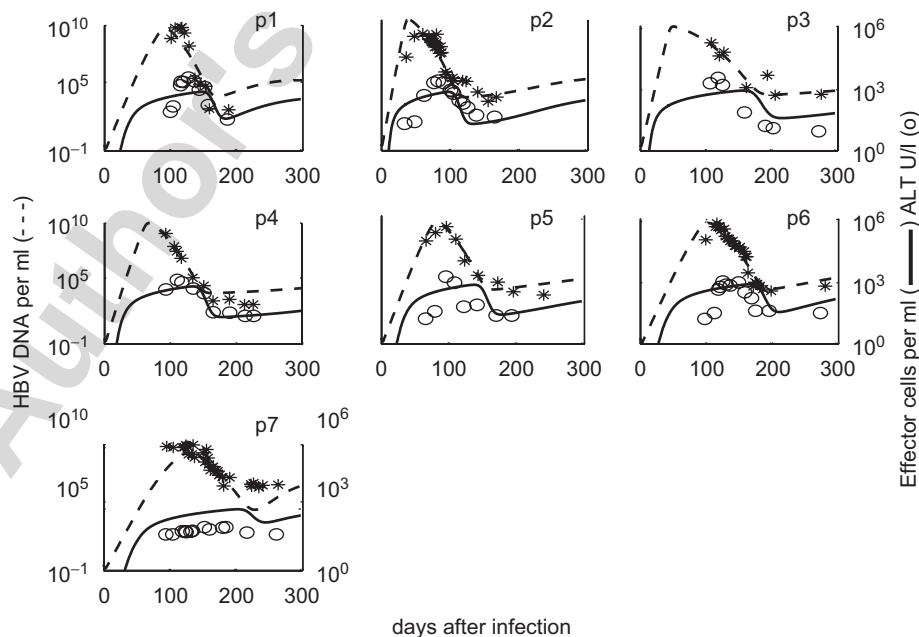 p1
p2
p3
10^10
10^5
10^−1
0 100 200 300
0 100 200 300
0 100 200 300
10^6
10^3
10^0
p4
p5
p6
10^10
10^5
10^−1
0 100 200 300
0 100 200 300
0 100 200 300
10^6
10^3
10^0
p7
10^10
10^5
10^−1
10^6
10^3
10^0
0 100 200 300
HBV DNA per ml (- - -)
Effector cells per ml (—) ALT U/l (o)
days after infection
Author's